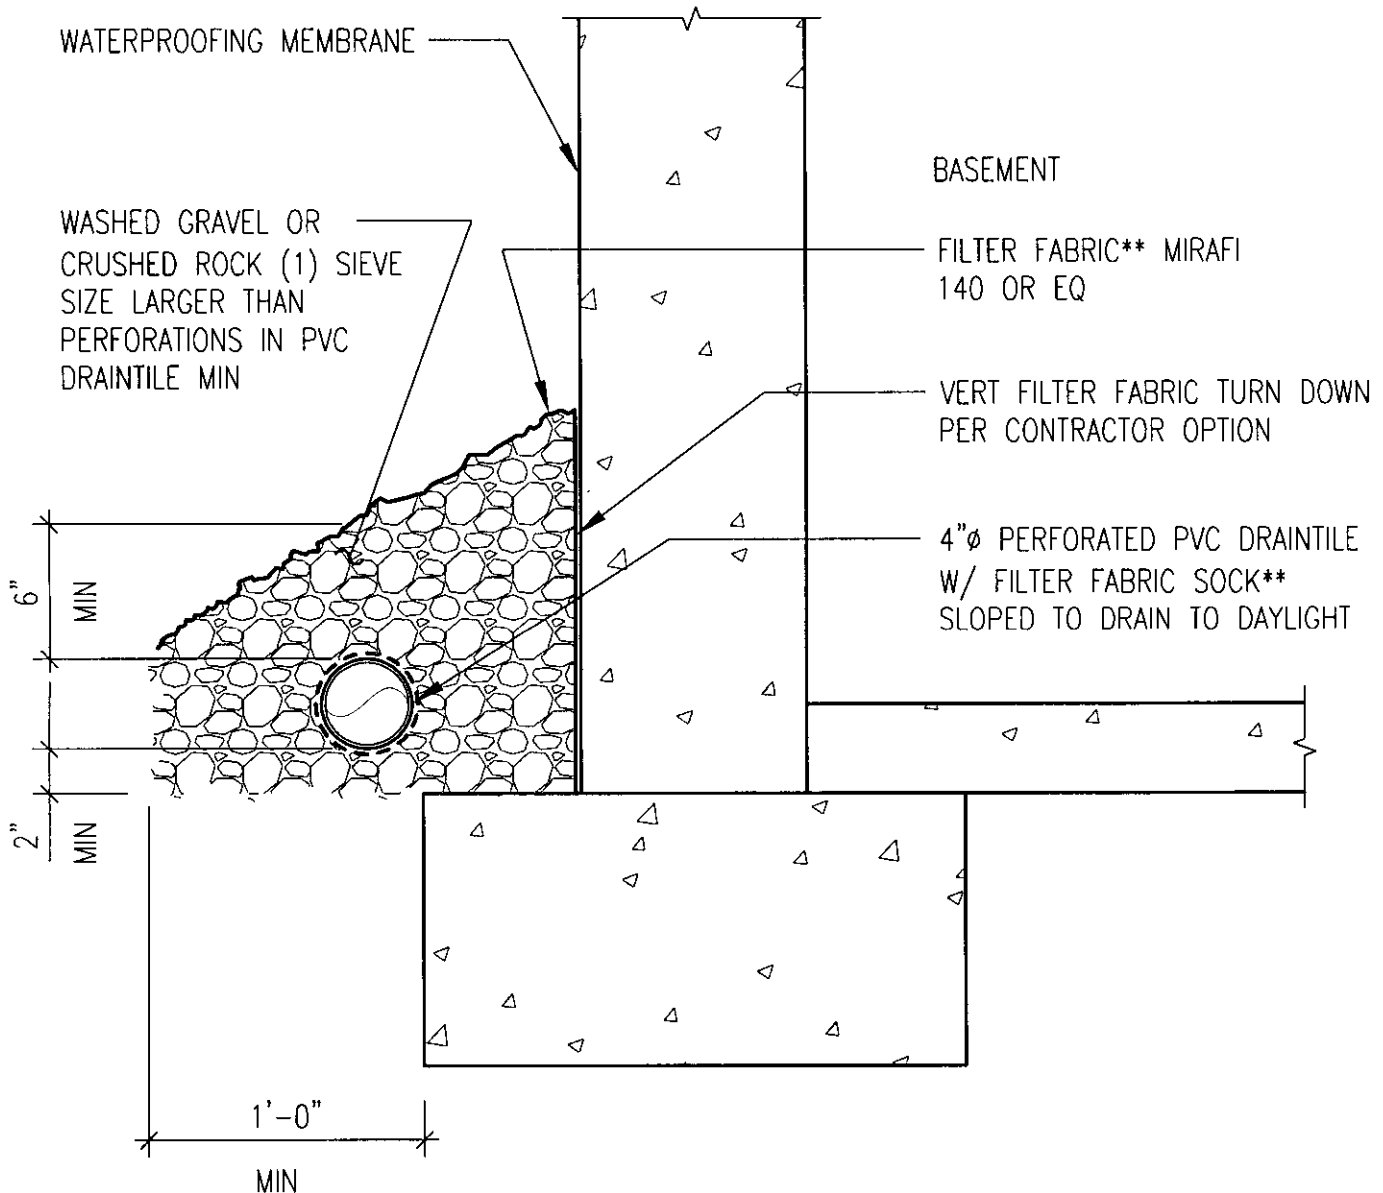 WATERPROOFING MEMBRANE
WASHED GRAVEL OR
CRUSHED ROCK (1) SIEVE
SIZE LARGER THAN
PERFORATIONS IN PVC
DRAINTILE MIN
BASEMENT
FILTER FABRIC** MIRAFI
140 OR EQ
VERT FILTER FABRIC TURN DOWN
PER CONTRACTOR OPTION
4"ø PERFORATED PVC DRAINTILE
W/ FILTER FABRIC SOCK**
SLOPED TO DRAIN TO DAYLIGHT
6"
MIN
2"
MIN
1'-0"
MIN